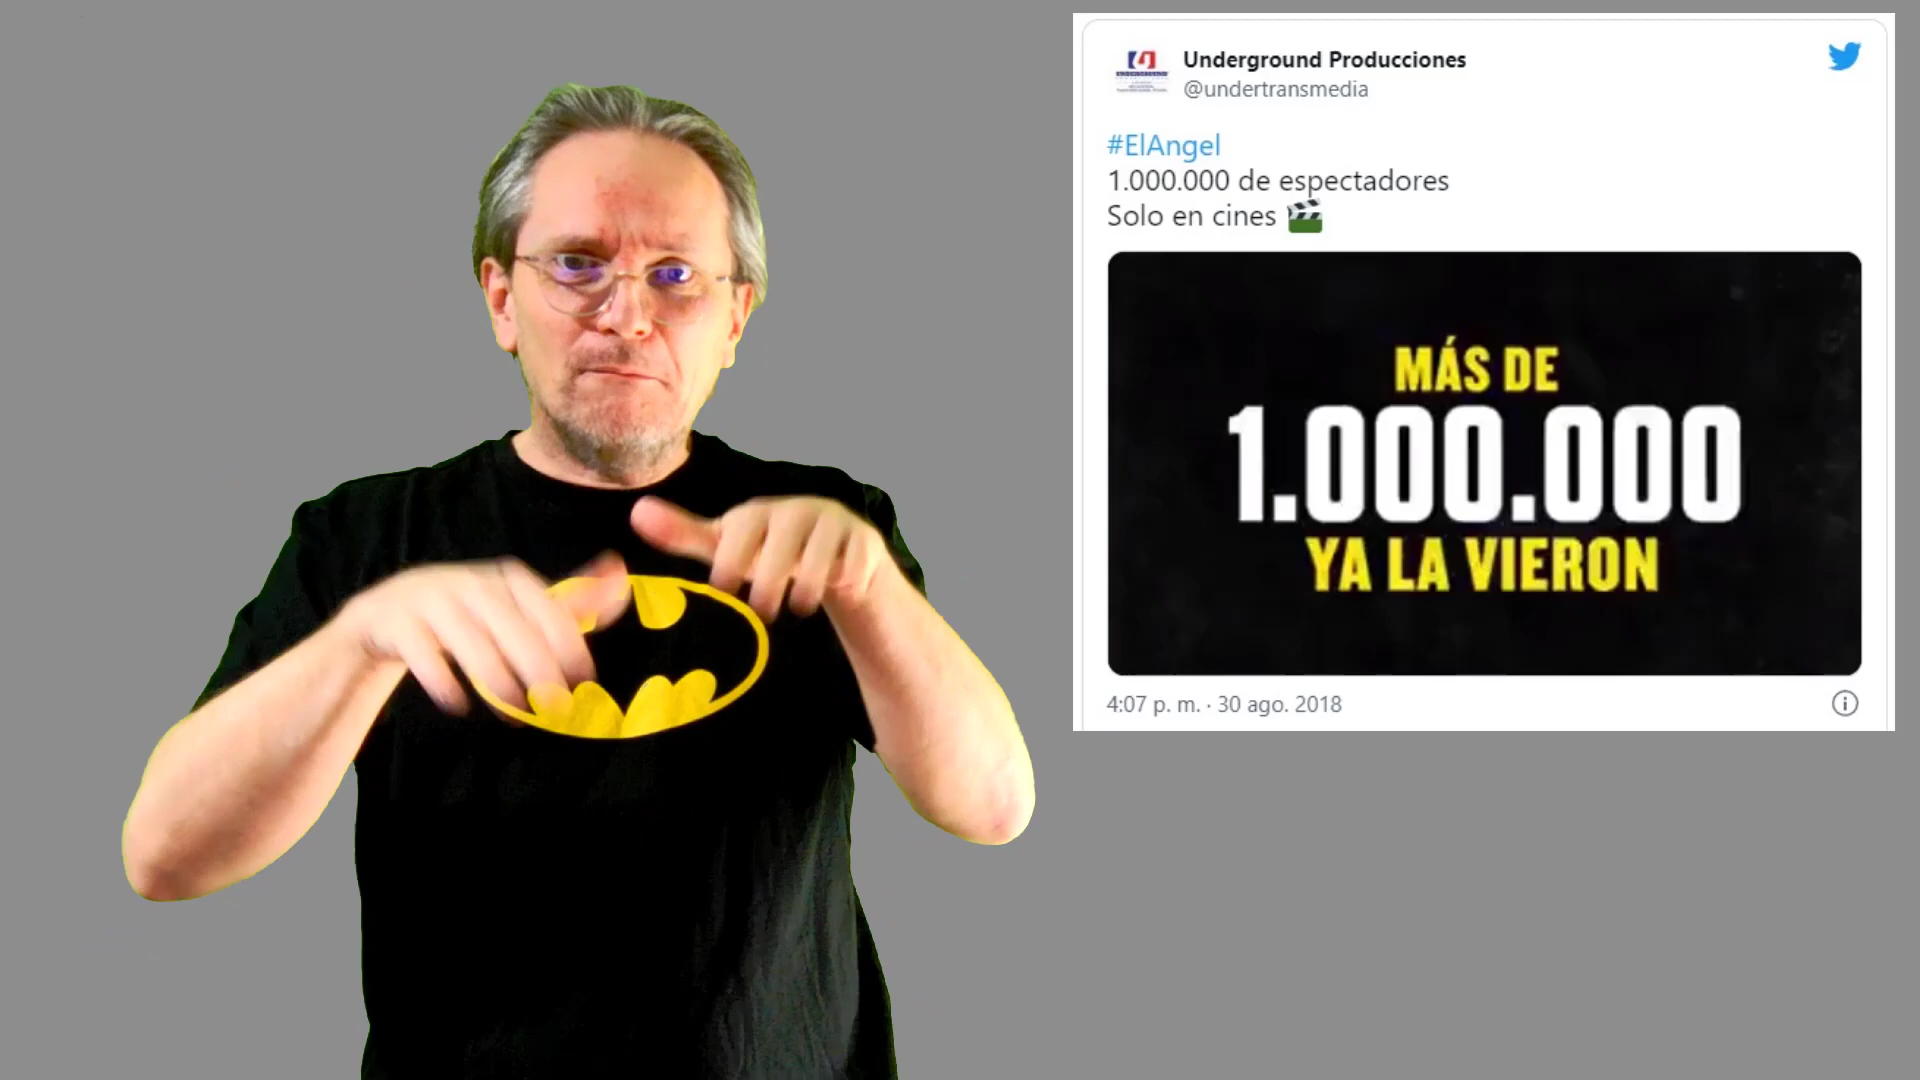 Underground Producciones
@undertransmedia
#ElAngel
1.000.000 de espectadores
Solo en cines
MÁS DE
1.000.000
YA LA VIERON
4:07 p. m. · 30 ago. 2018